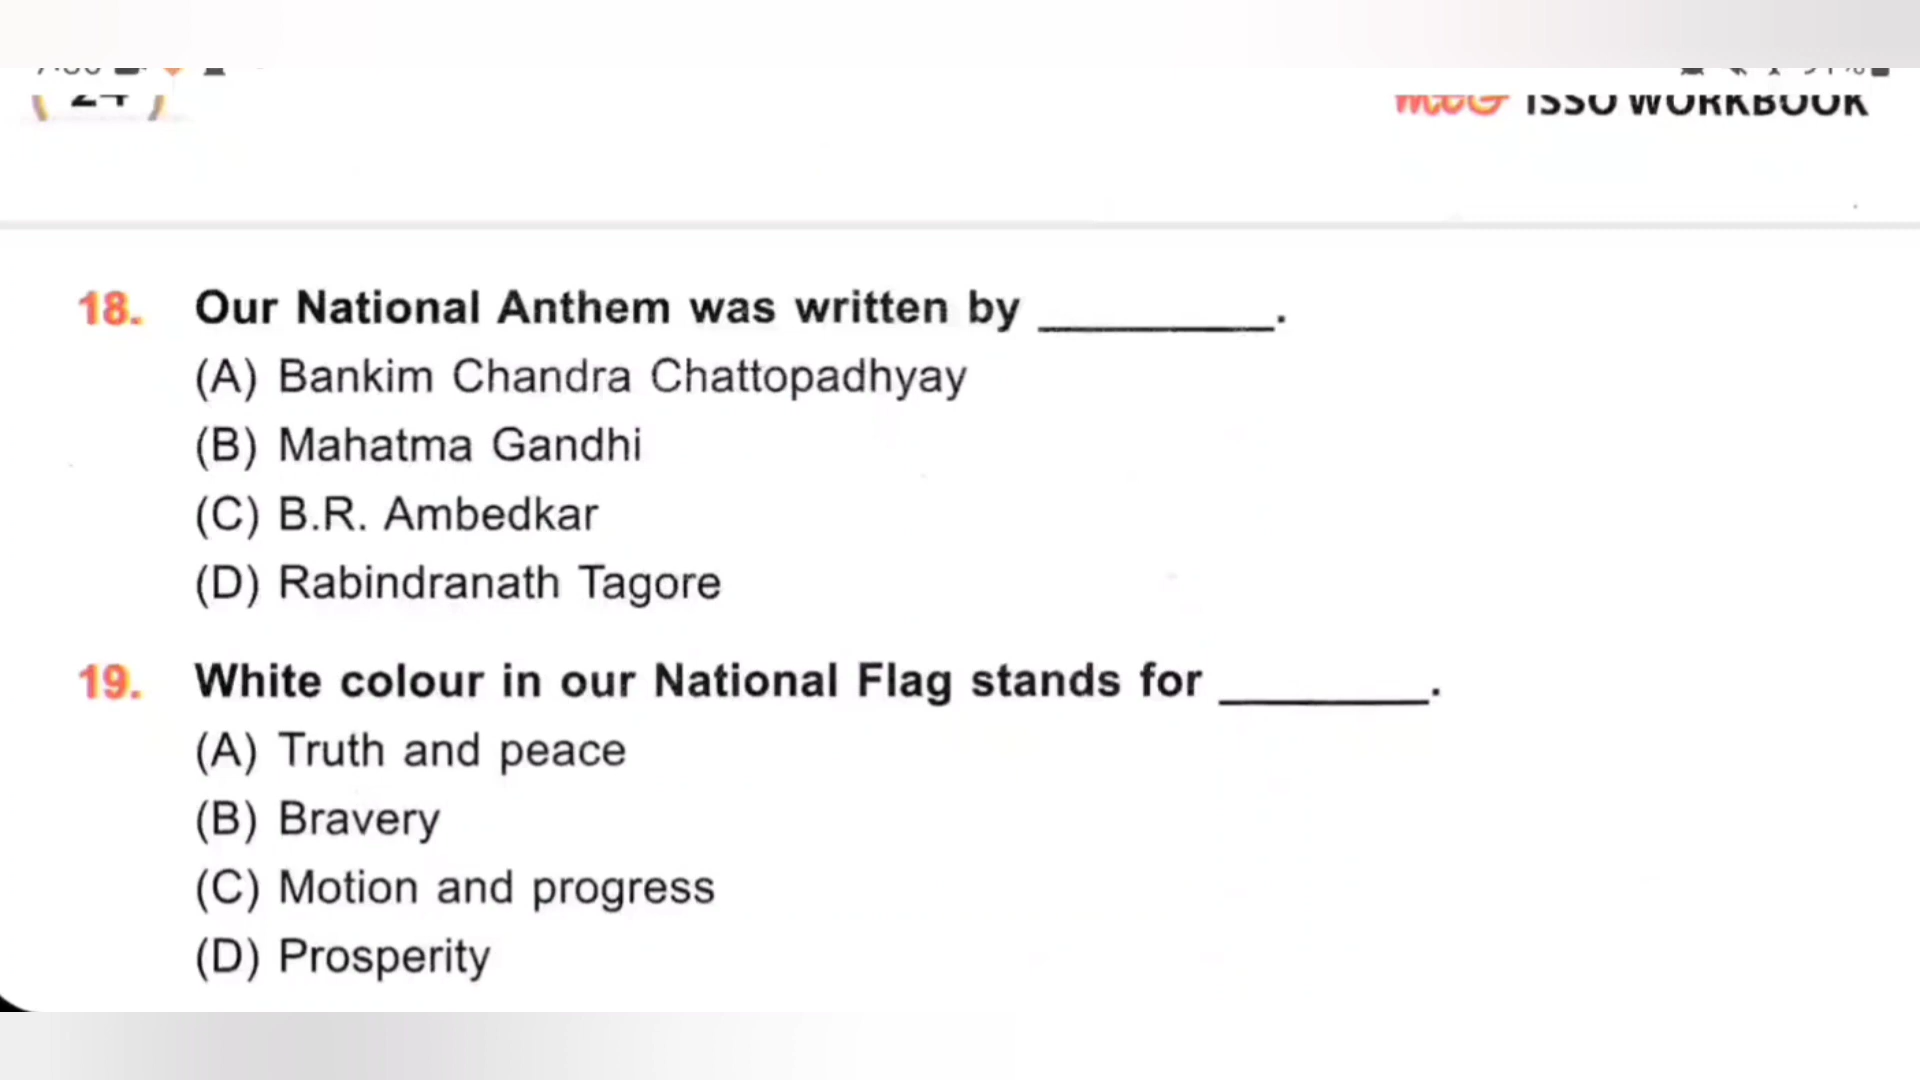 ISSO WORKBOOK
18. Our National Anthem was written by __________.
(A) Bankim Chandra Chattopadhyay
(B) Mahatma Gandhi
(C) B.R. Ambedkar
(D) Rabindranath Tagore
19. White colour in our National Flag stands for _________.
(A) Truth and peace
(B) Bravery
(C) Motion and progress
(D) Prosperity